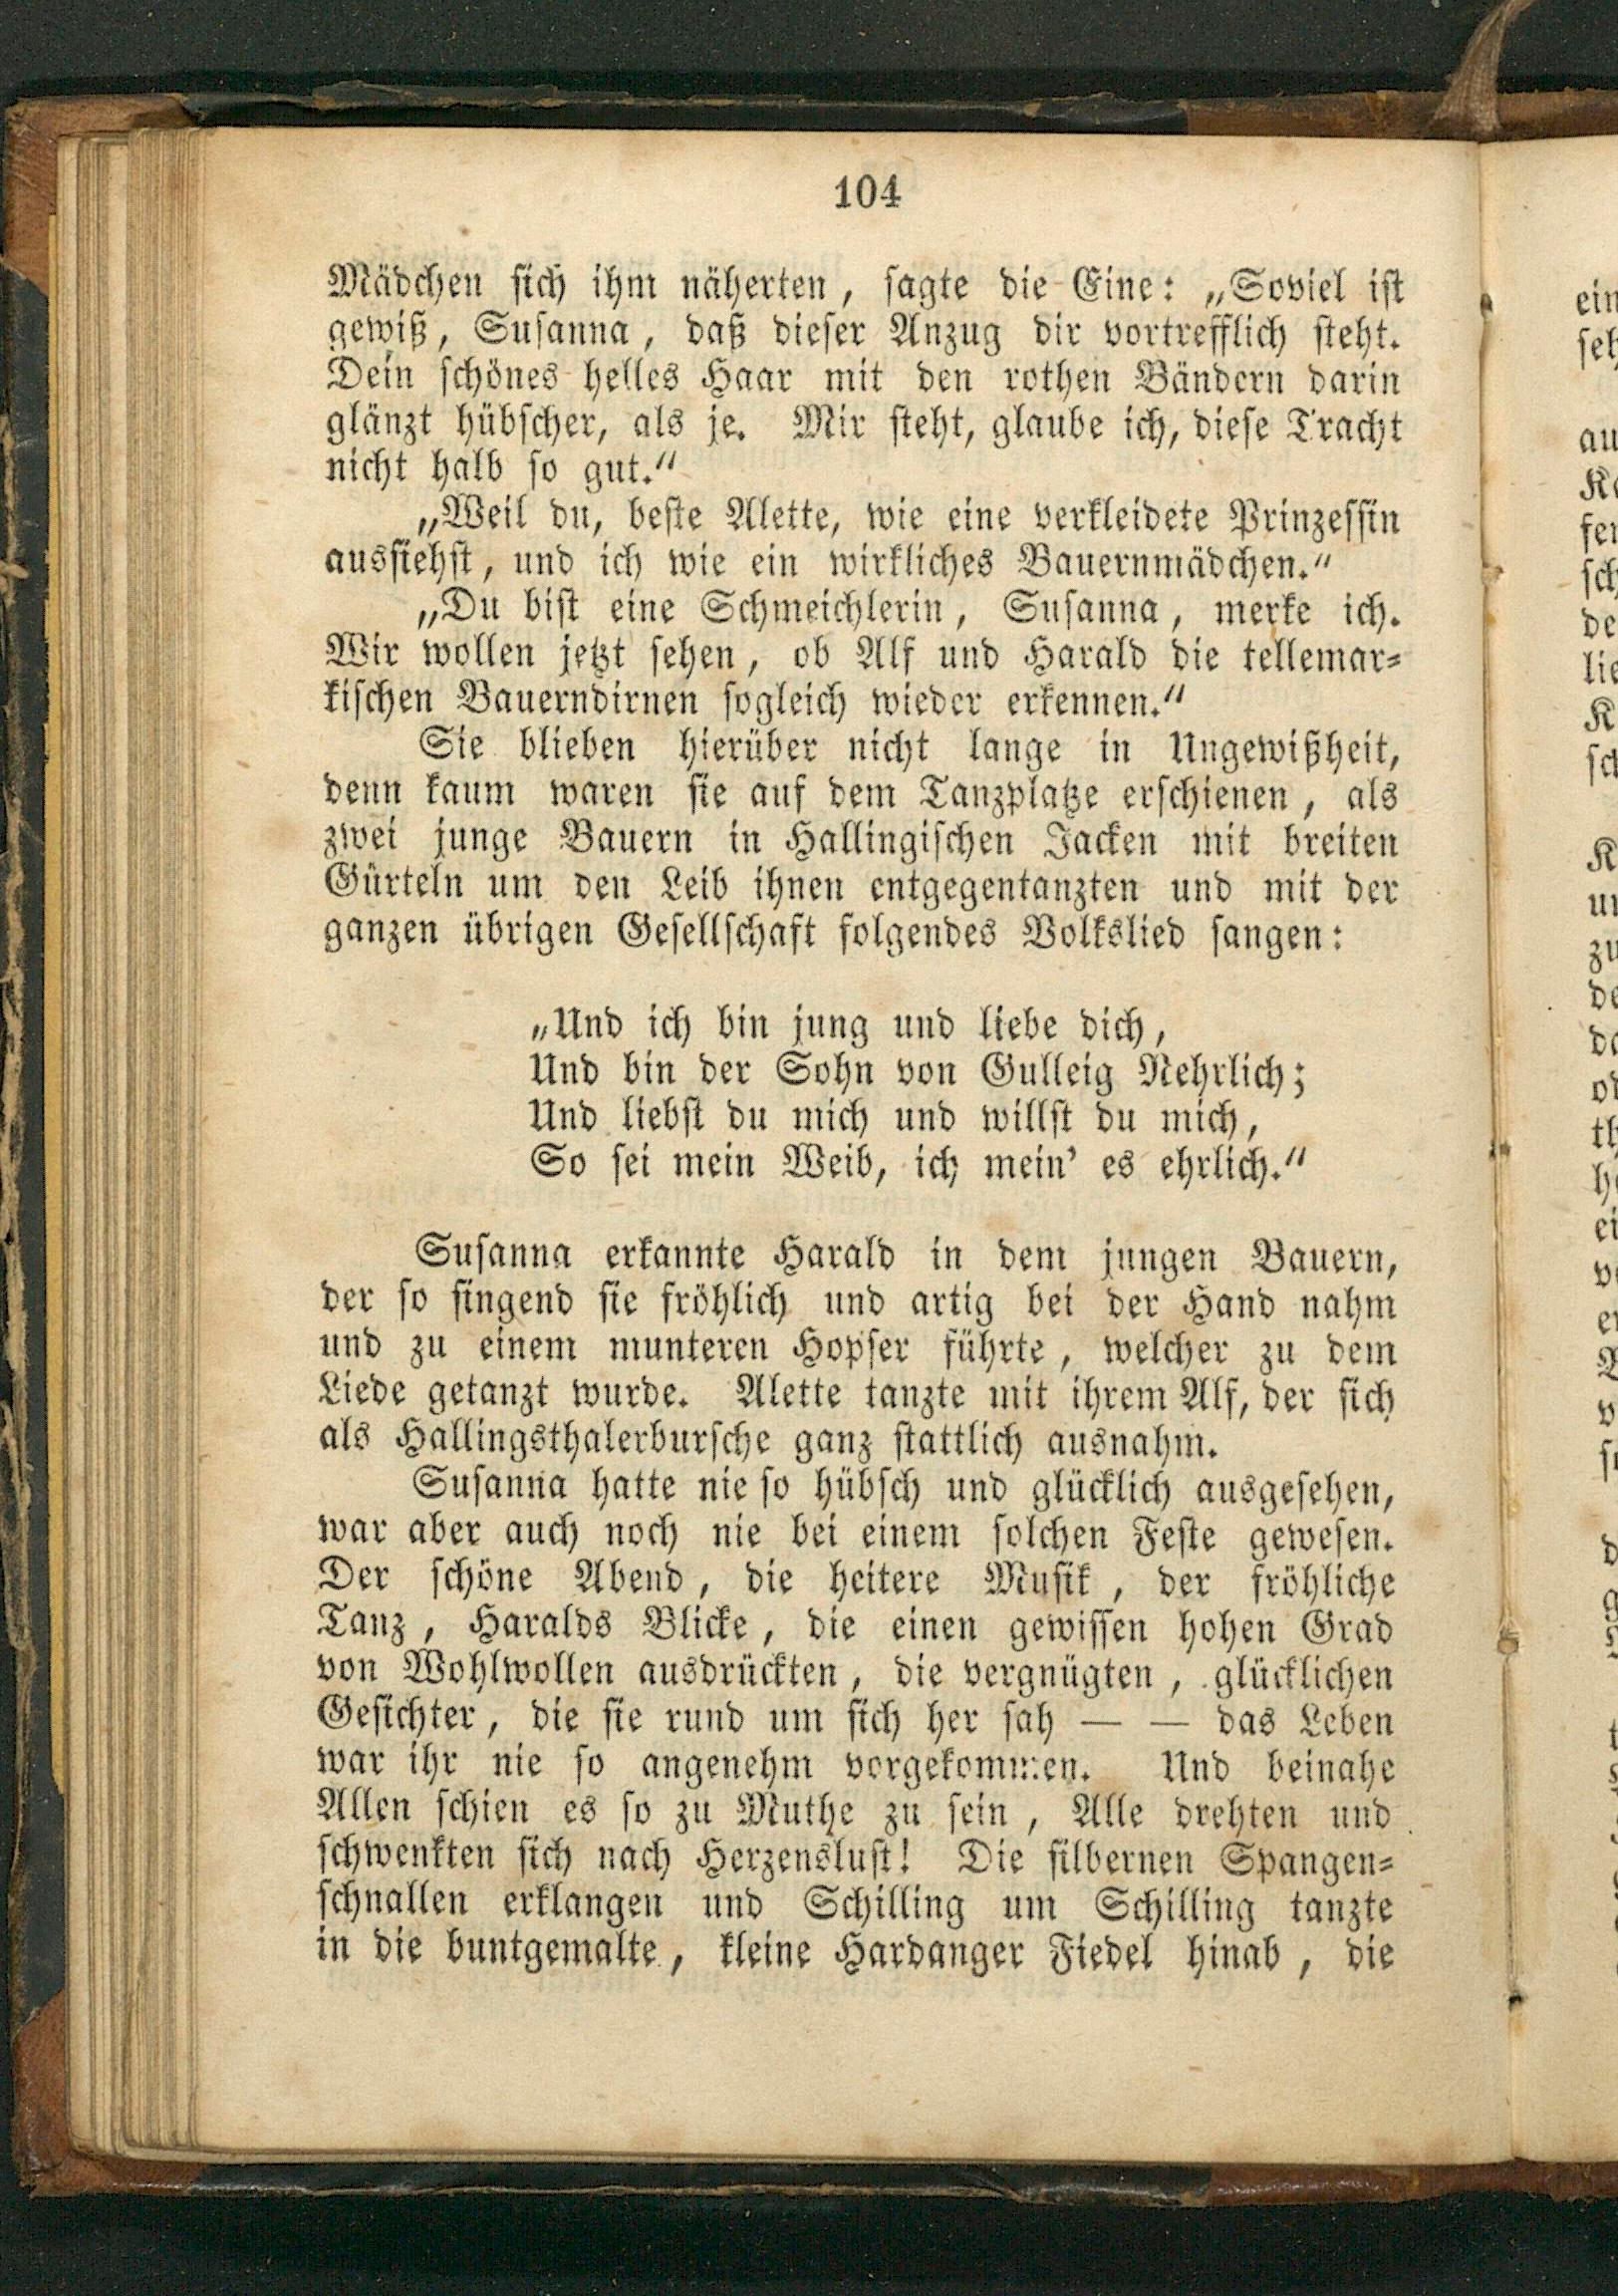 104
Mädchen sich ihm näherten, sagte die Eine: „Soviel ist
gewiß, Susanna, daß dieser Anzug dir vortrefflich steht.
Dein schönes helles Haar mit den rothen Bändern darin
glänzt hübscher, als je. Mir steht, glaube ich, diese Tracht
nicht halb so gut.“
„Weil du, beste Alette, wie eine verkleidete Prinzessin
aussiehst, und ich wie ein wirkliches Bauernmädchen.“
„Du bist eine Schmeichlerin, Susanna, merke ich.
Wir wollen jetzt sehen, ob Alf und Harald die tellemar-
kischen Bauerndirnen sogleich wieder erkennen.“
Sie blieben hierüber nicht lange in Ungewißheit,
denn kaum waren sie auf dem Tanzplatze erschienen, als
zwei junge Bauern in Hallingischen Jacken mit breiten
Gürteln um den Leib ihnen entgegentanzten und mit der
ganzen übrigen Gesellschaft folgendes Volkslied sangen:
„Und ich bin jung und liebe dich,
Und bin der Sohn von Gulleig Nehrlich;
Und liebst du mich und willst du mich,
So sei mein Weib, ich mein’ es ehrlich.“
Susanna erkannte Harald in dem jungen Bauern,
der so singend sie fröhlich und artig bei der Hand nahm
und zu einem munteren Hopser führte, welcher zu dem
Liede getanzt wurde. Alette tanzte mit ihrem Alf, der sich
als Hallingsthalerbursche ganz stattlich ausnahm.
Susanna hatte nie so hübsch und glücklich ausgesehen,
war aber auch noch nie bei einem solchen Feste gewesen.
Der schöne Abend, die heitere Musik, der fröhliche
Tanz, Haralds Blicke, die einen gewissen hohen Grad
von Wohlwollen ausdrückten, die vergnügten, glücklichen
Gesichter, die sie rund um sich her sah — — das Leben
war ihr nie so angenehm vorgekommen. Und beinahe
Allen schien es so zu Muthe zu sein, Alle drehten und
schwenkten sich nach Herzenslust! Die silbernen Spangen-
schnallen erklangen und Schilling um Schilling tanzte
in die buntgemalte, kleine Hardanger Fiedel hinab, die